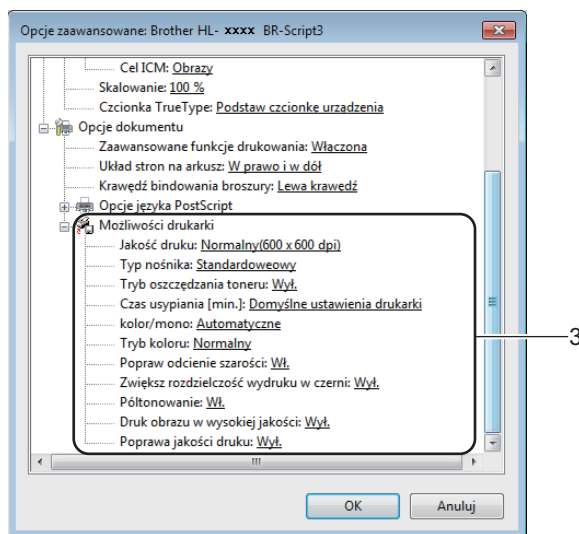 Opcje zaawansowane: Brother HL- xxxx BR-Script3
Cel ICM: Obrazy
Skalowanie: 100 %
Czcionka TrueType: Podstaw czcionkę urządzenia
Opcje dokumentu
Zaawansowane funkcje drukowania: Włączona
Układ stron na arkusz: W prawo i w dół
Krawędź bindowania broszury: Lewa krawędź
Opcje języka PostScript
Możliwości drukarki
Jakość druku: Normalny(600 x 600 dpi)
Typ nośnika: Standardoweowy
Tryb oszczędzania toneru: Wył.
Czas usypiania [min.]: Domyślne ustawienia drukarki
kolor/mono: Automatyczne
Tryb koloru: Normalny
Popraw odcienie szarości: Wł.
Zwiększ rozdzielczość wydruku w czerni: Wył.
Półtonowanie: Wł.
Druk obrazu w wysokiej jakości: Wył.
Poprawa jakości druku: Wył.
3
OK Anuluj